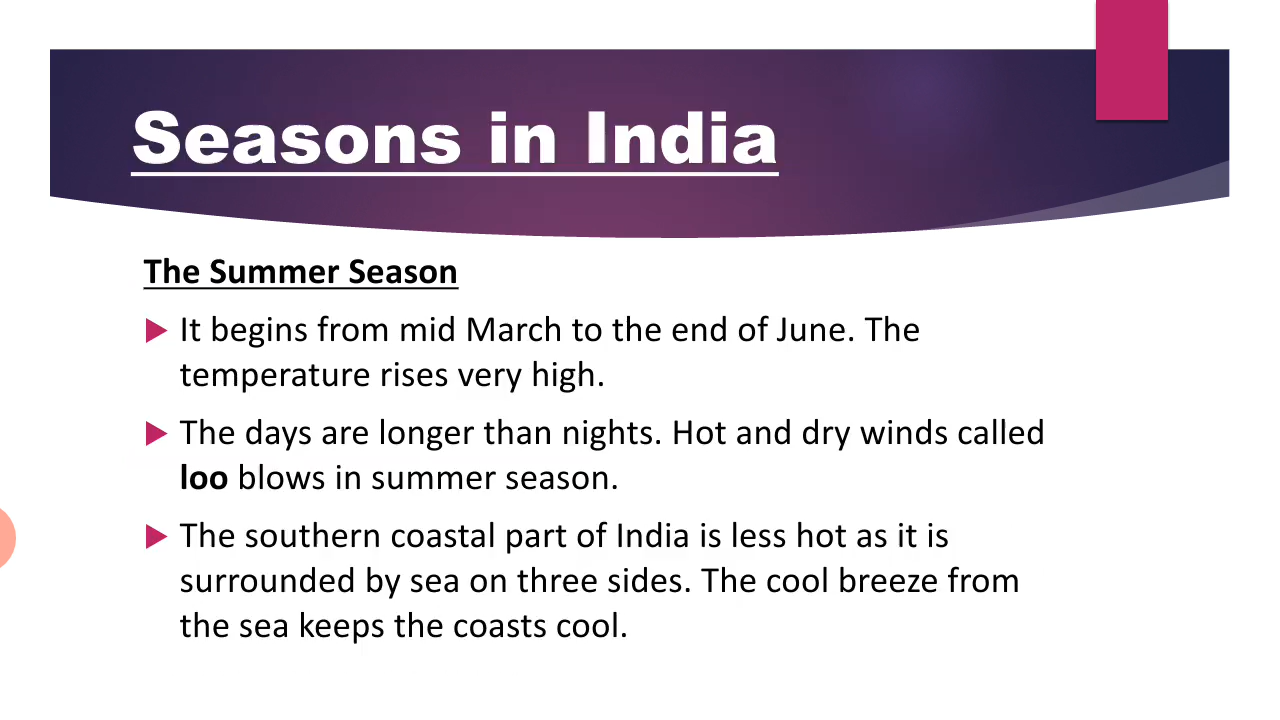 Seasons in India
The Summer Season
It begins from mid March to the end of June. The
temperature rises very high.
The days are longer than nights. Hot and dry winds called
loo blows in summer season.
The southern coastal part of India is less hot as it is
surrounded by sea on three sides. The cool breeze from
the sea keeps the coasts cool.